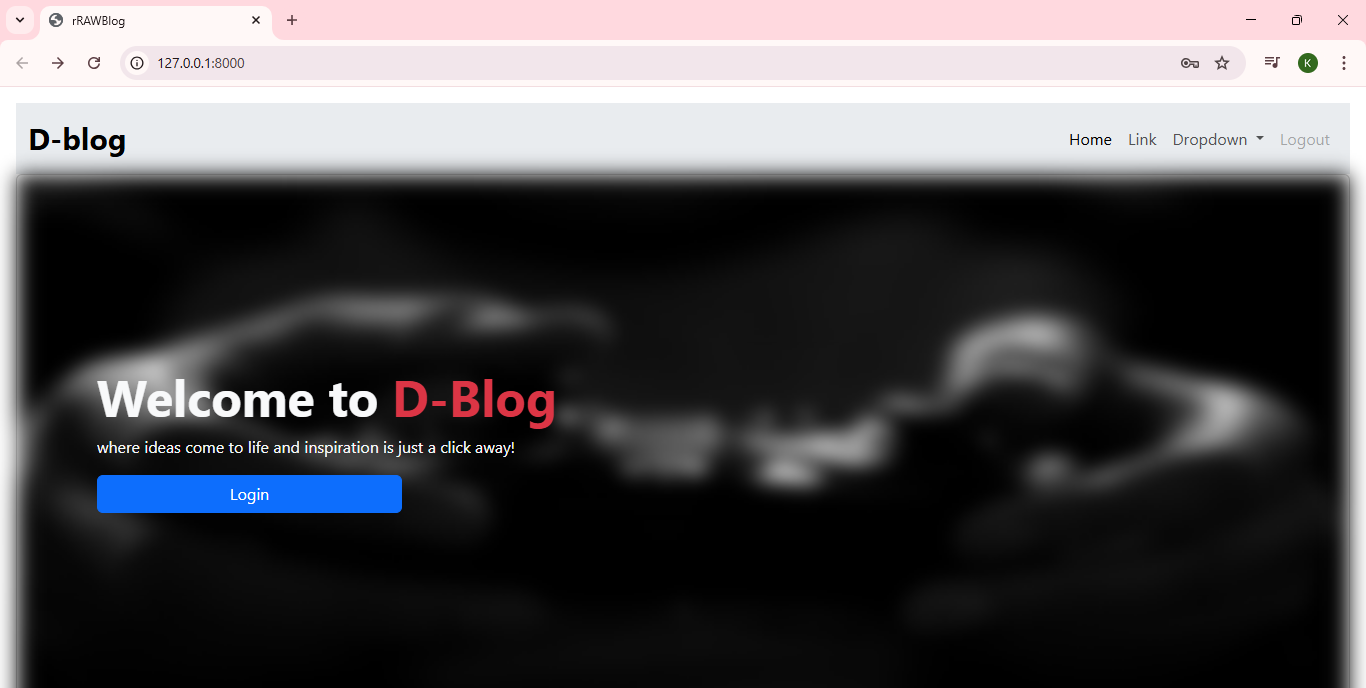 rRAWBlog
127.0.0.1:8000
K
D-blog
Home Link Dropdown Logout
Welcome to D-Blog
where ideas come to life and inspiration is just a click away!
Login